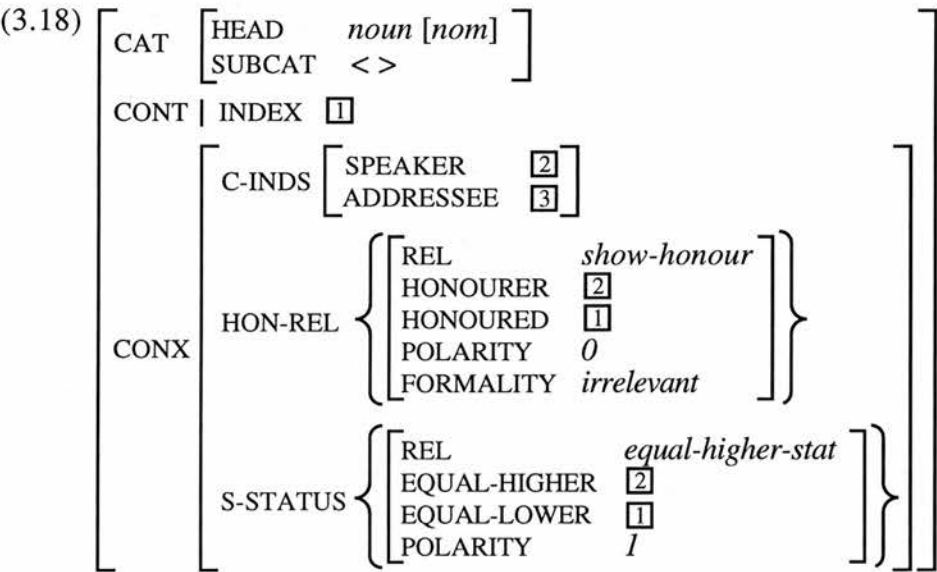 (3.18)
CAT [HEAD noun [nom]
SUBCAT < >]
CONT | INDEX [1]
CONX
C-INDS [SPEAKER [2]
ADDRESSEE [3]]
HON-REL {[REL show-honour
HONOURER [2]
HONOURED [1]
POLARITY 0
FORMALITY irrelevant]}
S-STATUS {[REL equal-higher-stat
EQUAL-HIGHER [2]
EQUAL-LOWER [1]
POLARITY 1]}